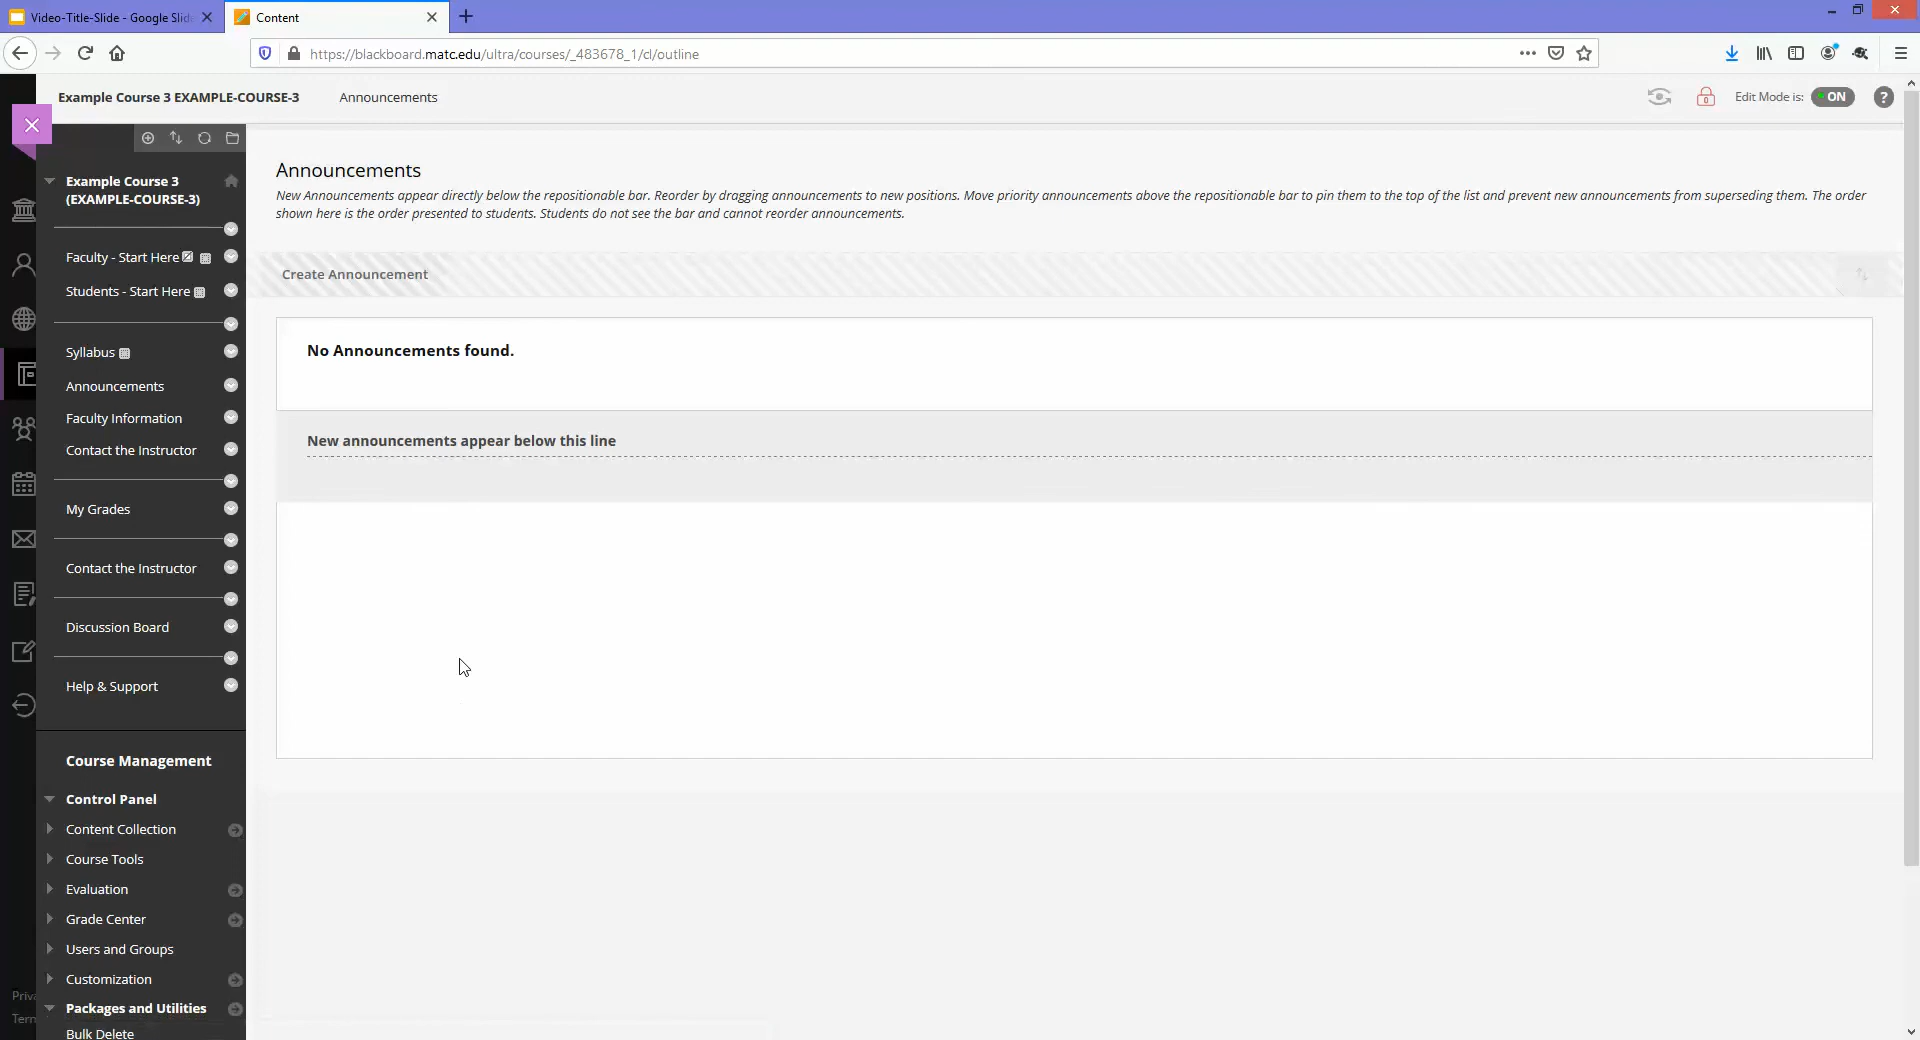 Video-Title-Slide - Google Slide
Content
https://blackboard.matc.edu/ultra/courses/_483678_1/cl/outline
Example Course 3 EXAMPLE-COURSE-3
Announcements
Edit Mode is:
ON
?
Example Course 3
(EXAMPLE-COURSE-3)
Faculty - Start Here
Students - Start Here
Syllabus
Announcements
Faculty Information
Contact the Instructor
My Grades
Contact the Instructor
Discussion Board
Help & Support
Course Management
Control Panel
Content Collection
Course Tools
Evaluation
Grade Center
Users and Groups
Customization
Packages and Utilities
Bulk Delete
Priva
Term
Announcements
New Announcements appear directly below the repositionable bar. Reorder by dragging announcements to new positions. Move priority announcements above the repositionable bar to pin them to the top of the list and prevent new announcements from superseding them. The order
shown here is the order presented to students. Students do not see the bar and cannot reorder announcements.
Create Announcement
No Announcements found.
New announcements appear below this line